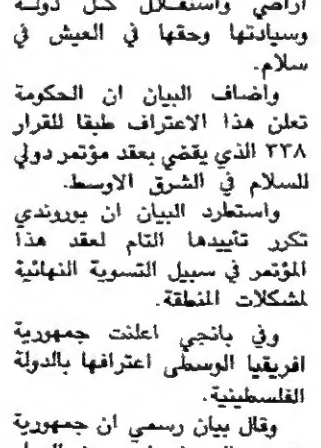 اراضي واستقلال كل دولة
وسيادتها وحقها في العيش في
سلام.
واضاف البيان ان الحكومة
تعلن هذا الاعتراف طبقا للقرار
٣٣٨ الذي يقضي بعقد مؤتمر دولي
للسلام في الشرق الاوسط.
واستطرد البيان ان بوروندي
تكرر تأييدها التام لعقد هذا
المؤتمر في سبيل التسوية النهائية
لمشكلات المنطقة.
وفي بانجي اعلنت جمهورية
افريقيا الوسطى اعترافها بالدولة
الفلسطينية.
وقال بيان رسمي ان جمهورية